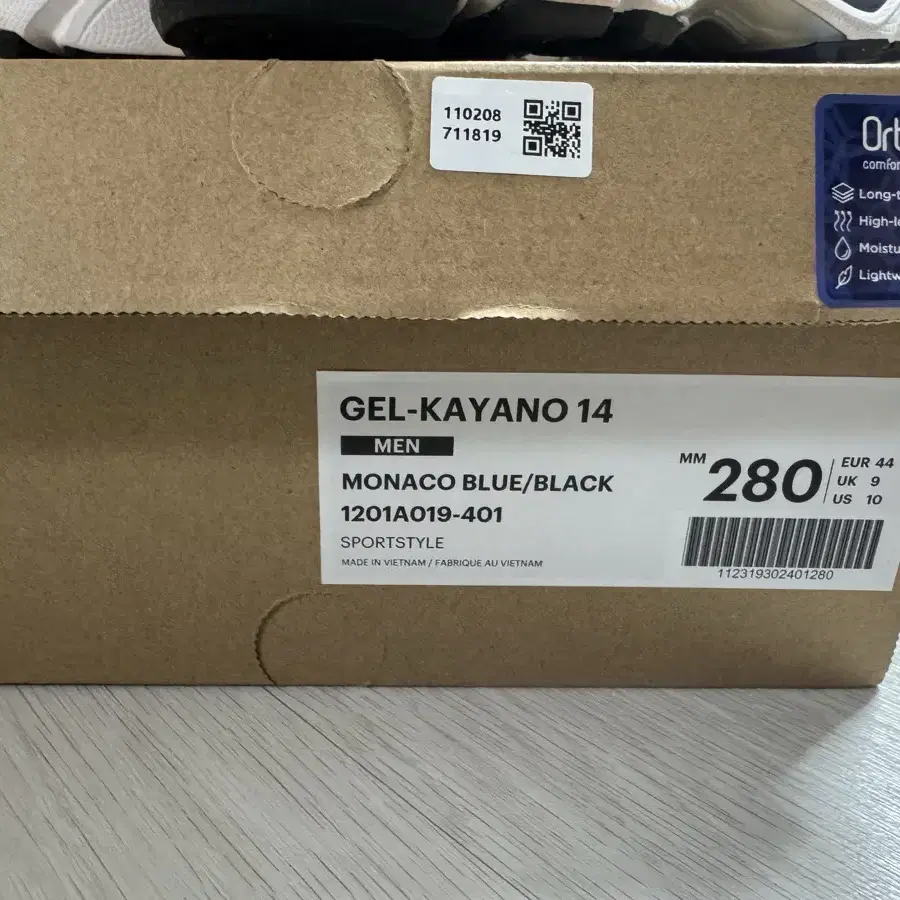 110208
711819
GEL-KAYANO 14
MEN
MONACO BLUE/BLACK
1201A019-401
SPORTSTYLE
MADE IN VIETNAM / FABRIQUE AU VIETNAM
MM 280
EUR 44
UK 9
US 10
112319302401280